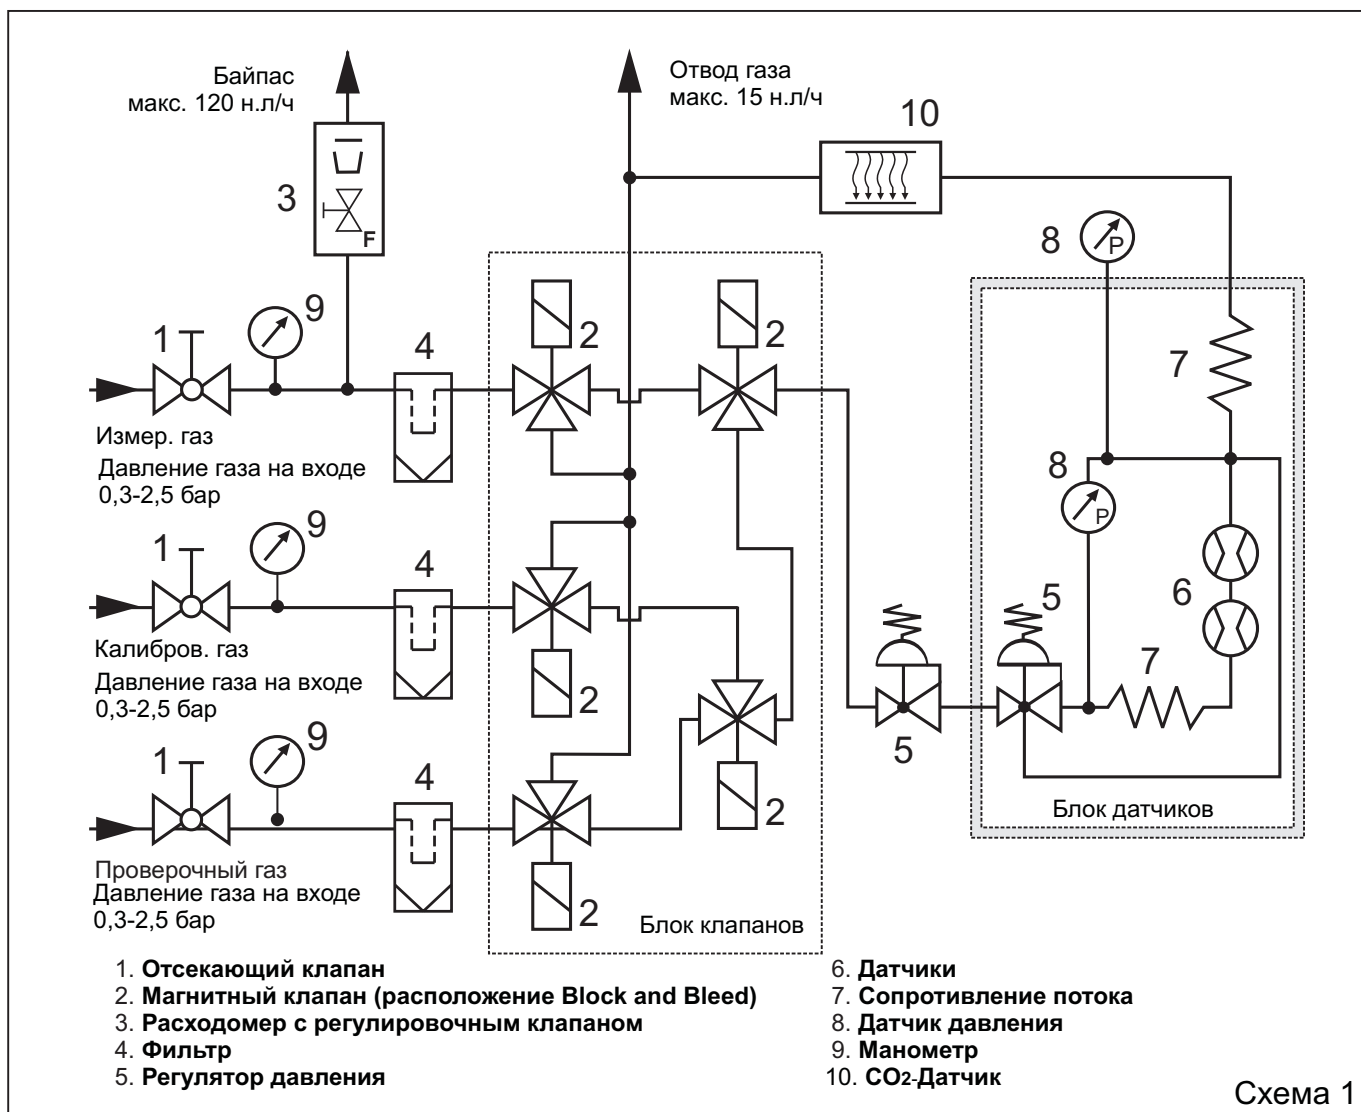 Байпас
макс. 120 н.л/ч
Отвод газа
макс. 15 н.л/ч
10
3
F
8
P
1
9
4
2
2
7
Измер. газ
Давление газа на входе
0,3-2,5 бар
8
P
1
9
4
6
5
7
Калибров. газ
Давление газа на входе
0,3-2,5 бар
2
5
1
9
4
2
Блок датчиков
Проверочный газ
Давление газа на входе
0,3-2,5 бар
2
Блок клапанов
1. Отсекающий клапан
2. Магнитный клапан (расположение Block and Bleed)
3. Расходомер с регулировочным клапаном
4. Фильтр
5. Регулятор давления
6. Датчики
7. Сопротивление потока
8. Датчик давления
9. Манометр
10. CO2-Датчик
Схема 1